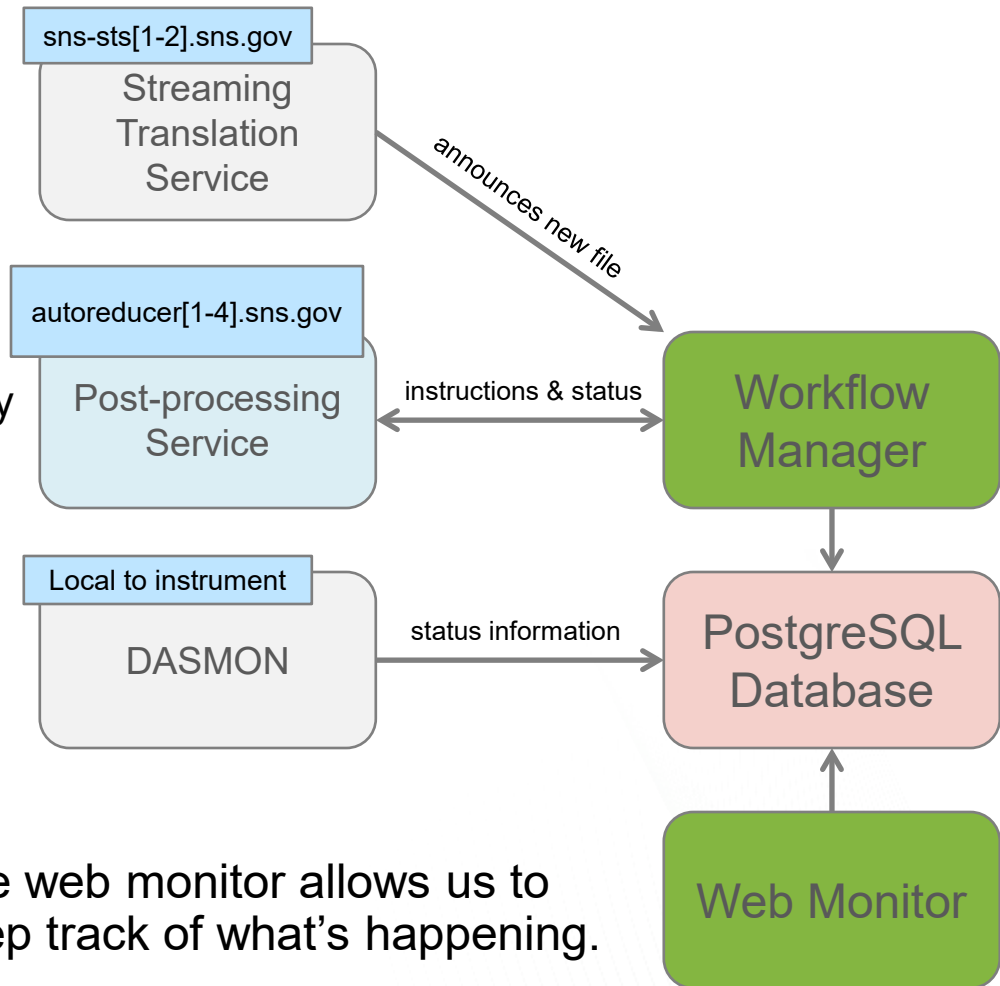 sns-sts[1-2].sns.gov
Streaming
Translation
Service
announces new file
autoreducer[1-4].sns.gov
y
Post-processing
Service
instructions & status
Workflow
Manager
Local to instrument
DASMON
status information
PostgreSQL
Database
e web monitor allows us to
ep track of what's happening.
Web Monitor